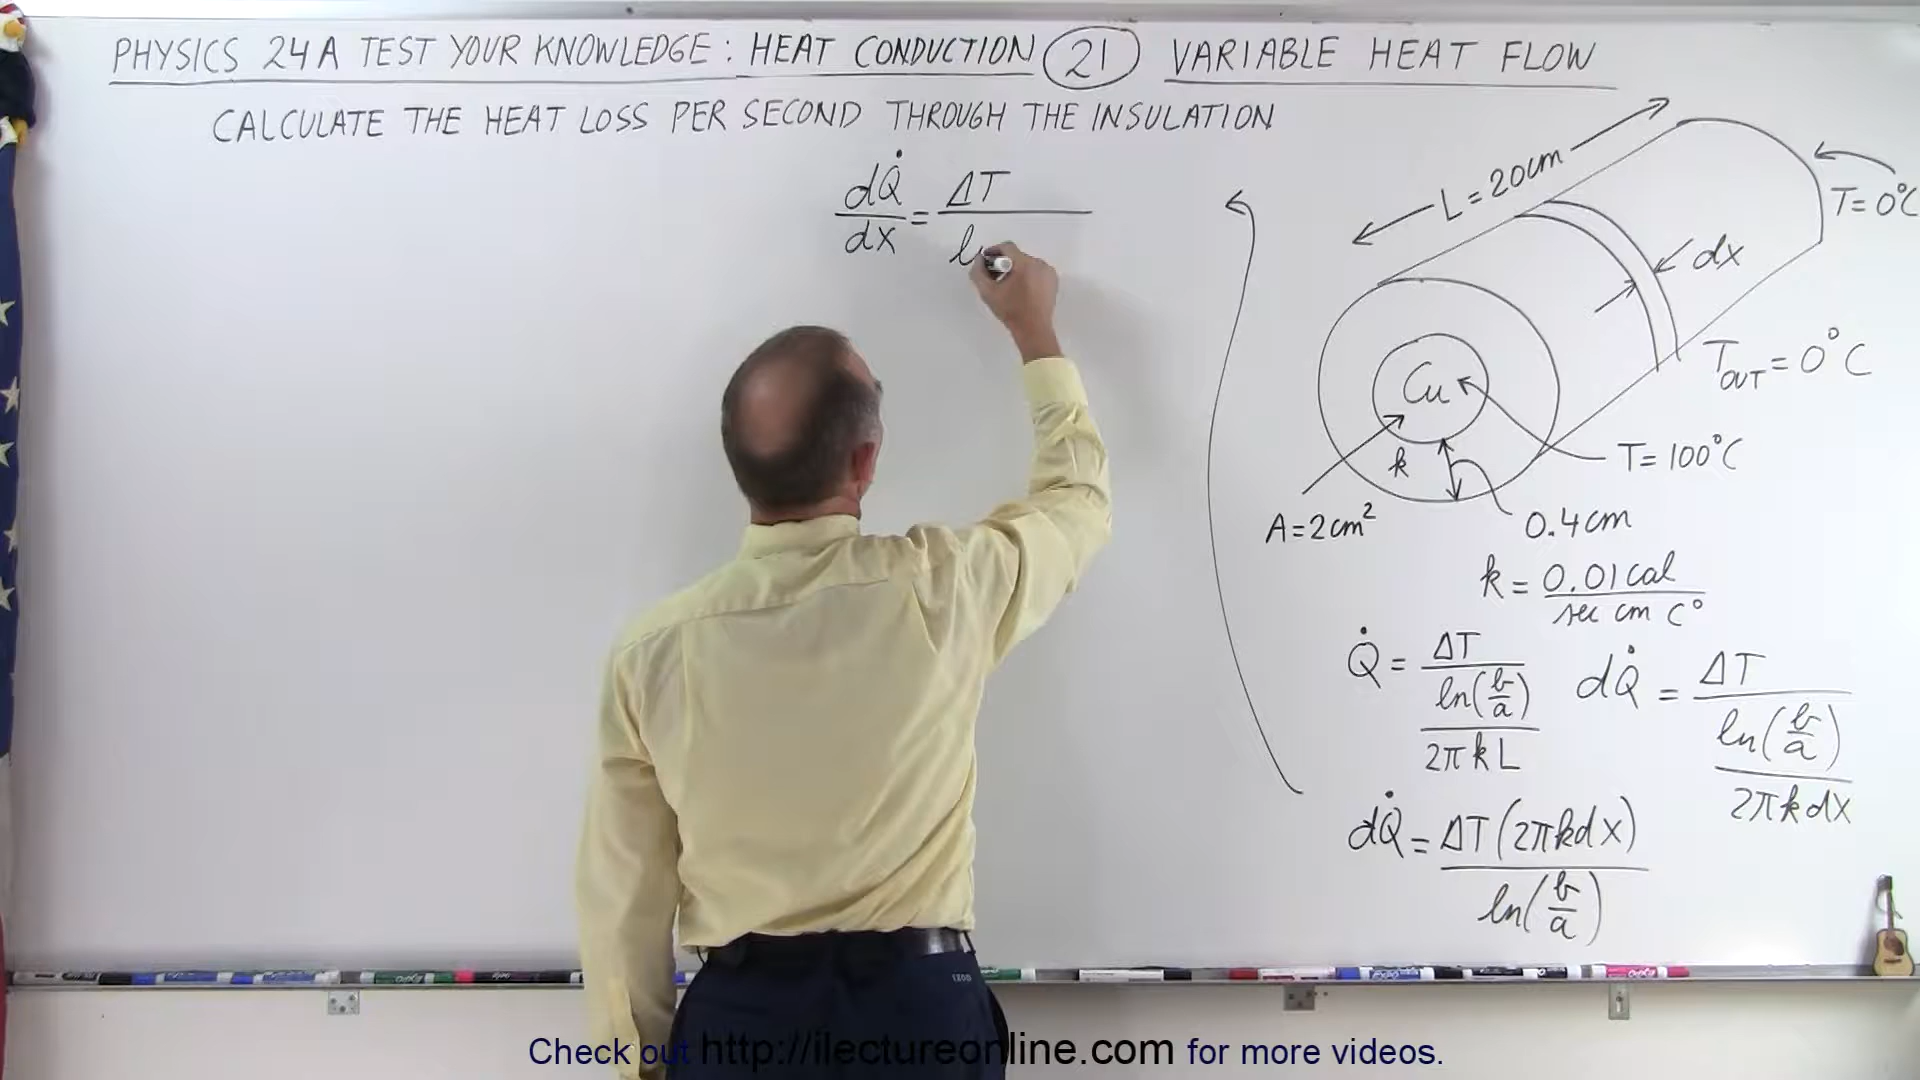 PHYSICS 24A TEST YOUR KNOWLEDGE: HEAT CONDUCTION 21 VARIABLE HEAT FLOW
CALCULATE THE HEAT LOSS PER SECOND THROUGH THE INSULATION
dQ̇/dx = ΔT/l
L = 20cm
T = 0°C
dx
T_OUT = 0°C
Cu
T = 100°C
k
A = 2cm²
0.4cm
k = 0.01cal/sec cm C°
Q̇ = ΔT/(ln(b/a)/2πkL)
dQ̇ = ΔT/(ln(b/a)/2πkdx)
dQ̇ = ΔT(2πkdx)/ln(b/a)
Check out http://ilectureonline.com for more videos.